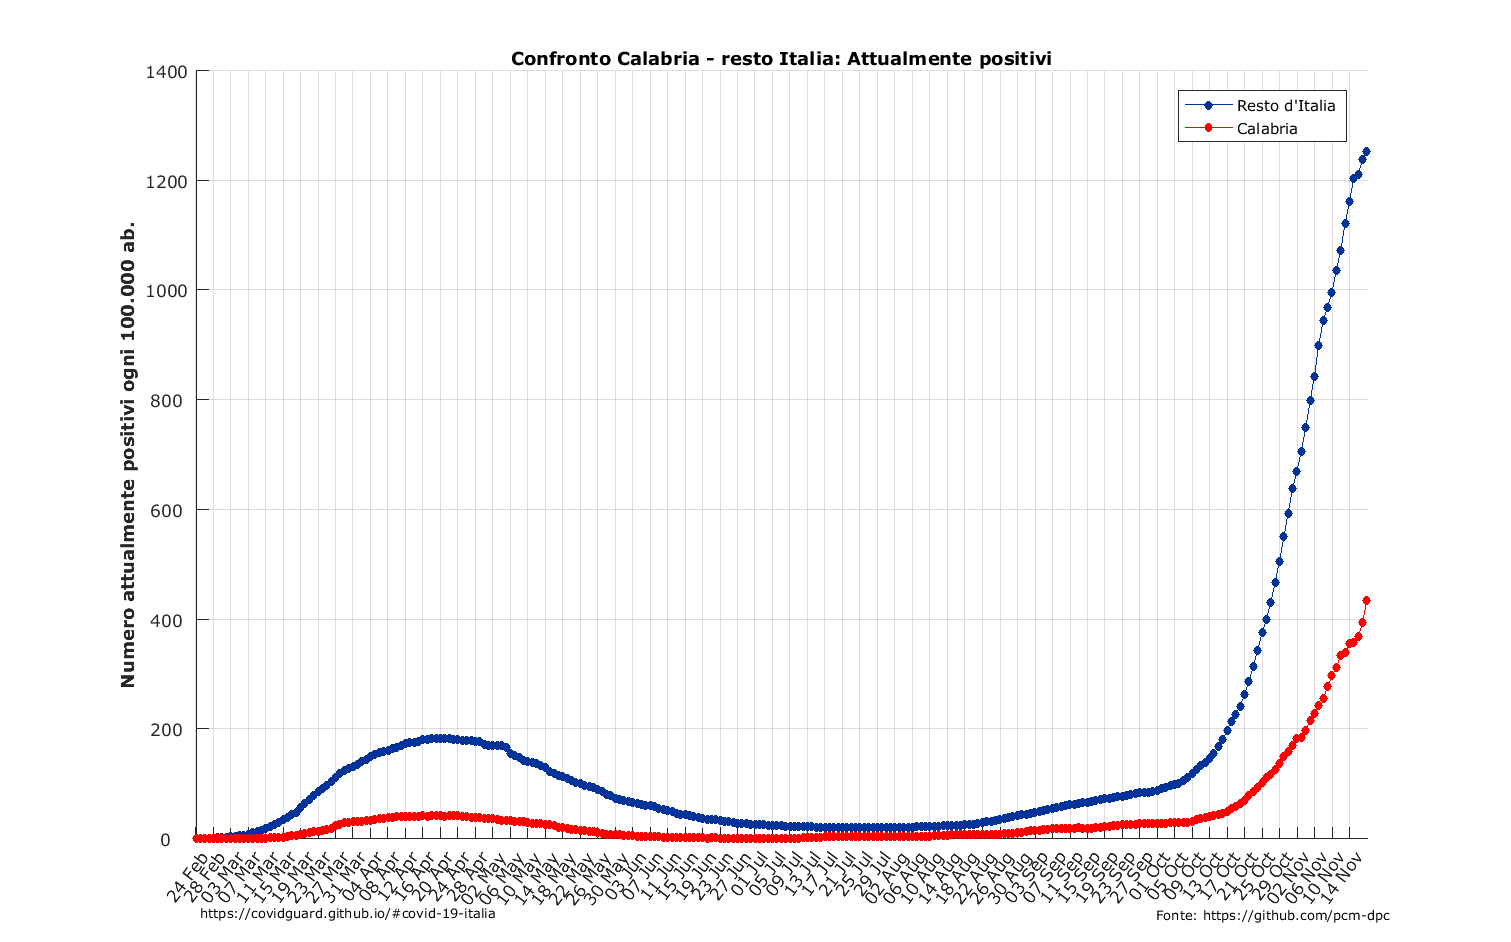 Confronto Calabria - resto Italia: Attualmente positivi
Numero attualmente positivi ogni 100.000 ab.
1400
1200
1000
800
600
400
200
0
Resto d'Italia
Calabria
24 Feb
28 Feb
03 Mar
07 Mar
11 Mar
15 Mar
19 Mar
23 Mar
27 Mar
31 Mar
04 Apr
08 Apr
12 Apr
16 Apr
20 Apr
24 Apr
28 Apr
02 May
06 May
10 May
14 May
18 May
22 May
26 May
30 May
03 Jun
07 Jun
11 Jun
15 Jun
19 Jun
23 Jun
27 Jun
01 Jul
05 Jul
09 Jul
13 Jul
17 Jul
21 Jul
25 Jul
29 Jul
02 Aug
06 Aug
10 Aug
14 Aug
18 Aug
22 Aug
26 Aug
30 Aug
03 Sep
07 Sep
11 Sep
15 Sep
19 Sep
23 Sep
27 Sep
01 Oct
05 Oct
09 Oct
13 Oct
17 Oct
21 Oct
25 Oct
29 Oct
02 Nov
06 Nov
10 Nov
14 Nov
https://covidguard.github.io/#covid-19-italia
Fonte: https://github.com/pcm-dpc